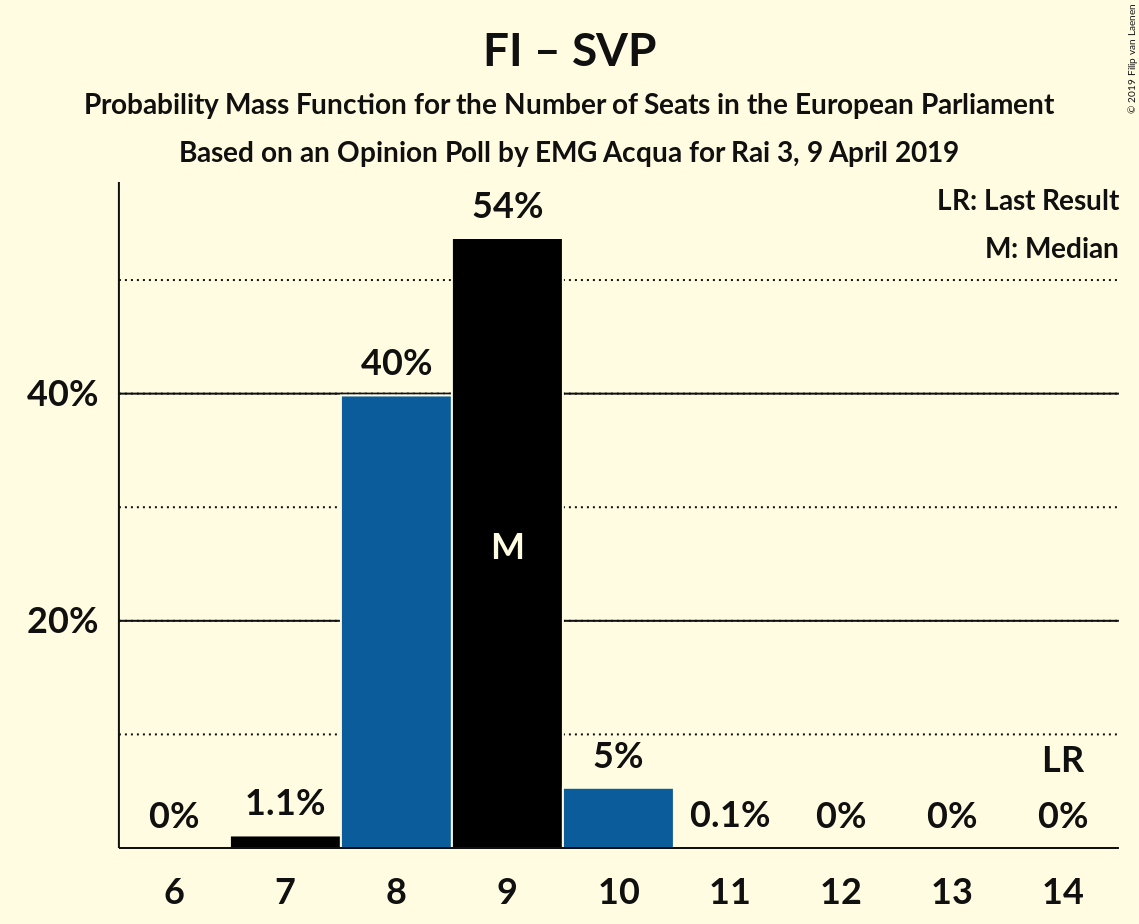 FI – SVP
Probability Mass Function for the Number of Seats in the European Parliament
Based on an Opinion Poll by EMG Acqua for Rai 3, 9 April 2019
© 2019 Filip van Laenen
LR: Last Result
M: Median
54%
40%
40%
M
20%
5%
LR
0%
1.1%
0.1%
0%
0%
0%
6
7
8
9
10
11
12
13
14